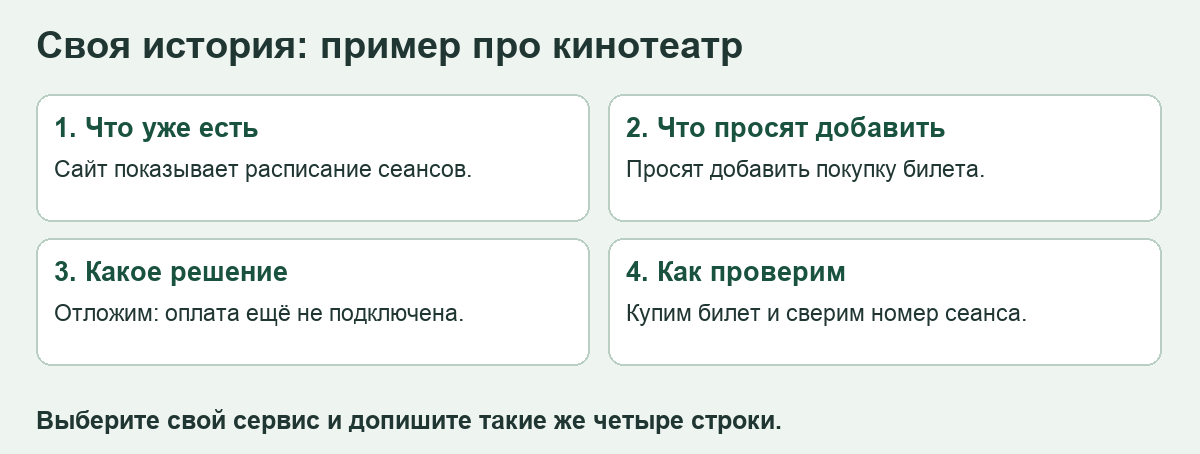 Своя история: пример про кинотеатр
1. Что уже есть
Сайт показывает расписание сеансов.
2. Что просят добавить
Просят добавить покупку билета.
3. Какое решение
Отложим: оплата ещё не подключена.
4. Как проверим
Купим билет и сверим номер сеанса.
Выберите свой сервис и допишите такие же четыре строки.